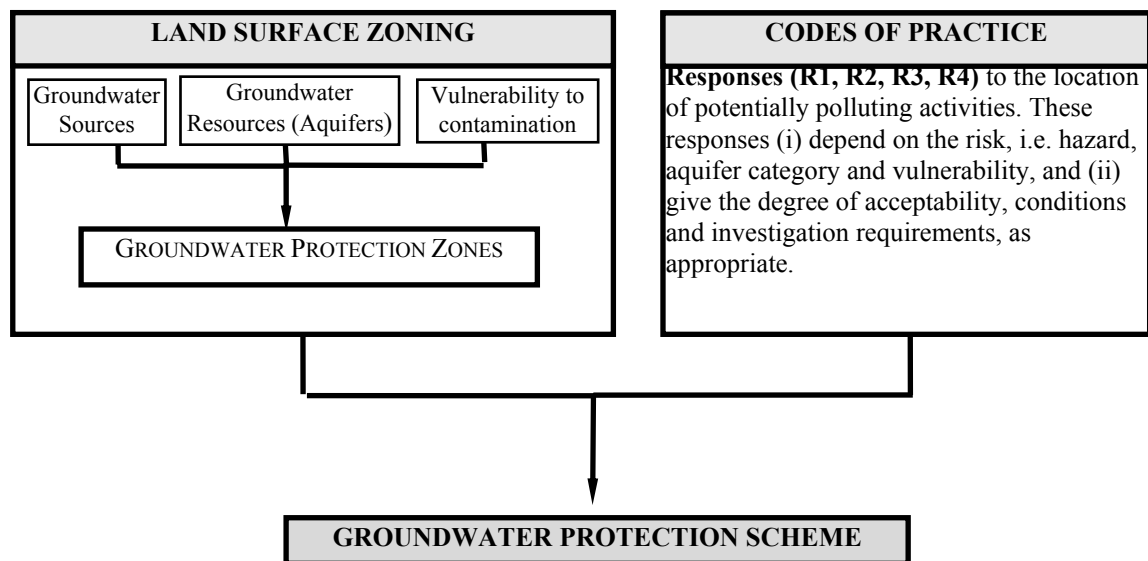 LAND SURFACE ZONING
Groundwater
Sources
Groundwater
Resources (Aquifers)
Vulnerability to
contamination
GROUNDWATER PROTECTION ZONES
CODES OF PRACTICE
Responses (R1, R2, R3, R4) to the location
of potentially polluting activities. These
responses (i) depend on the risk, i.e. hazard,
aquifer category and vulnerability, and (ii)
give the degree of acceptability, conditions
and investigation requirements, as
appropriate.
GROUNDWATER PROTECTION SCHEME